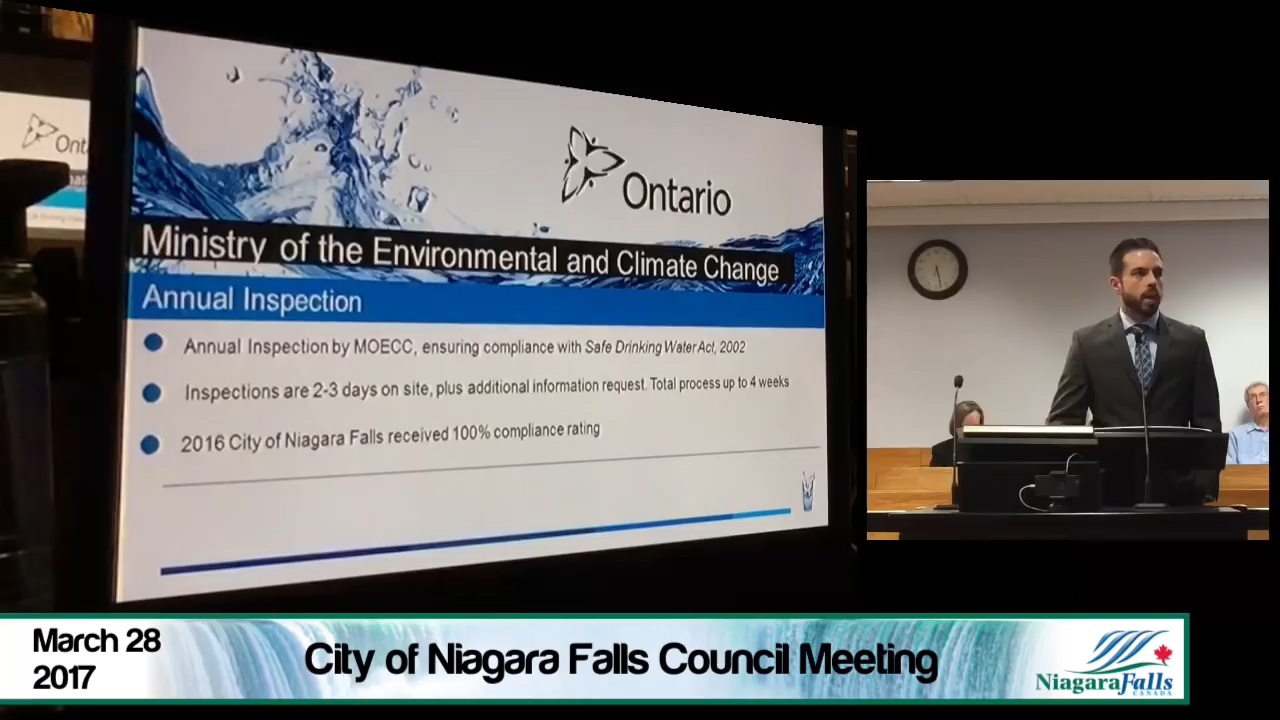 Ont
Ontario
Ministry of the Environmental and Climate Change
Annual Inspection
Annual Inspection by MOECC, ensuring compliance with Safe Drinking Water Act, 2002
Inspections are 2-3 days on site, plus additional information request. Total process up to 4 weeks
2016 City of Niagara Falls received 100% compliance rating
March 28
2017
City of Niagara Falls Council Meeting
NiagaraFalls
CANADA